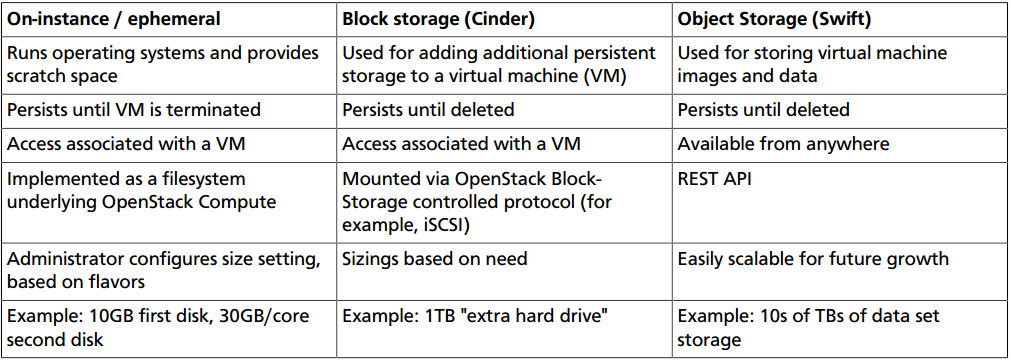 On-instance / ephemeral
Block storage (Cinder)
Object Storage (Swift)
Runs operating systems and provides
scratch space
Used for adding additional persistent
storage to a virtual machine (VM)
Used for storing virtual machine
images and data
Persists until VM is terminated
Persists until deleted
Persists until deleted
Access associated with a VM
Access associated with a VM
Available from anywhere
Implemented as a filesystem
underlying OpenStack Compute
Mounted via OpenStack Block-
Storage controlled protocol (for
example, iSCSI)
REST API
Administrator configures size setting,
based on flavors
Sizings based on need
Easily scalable for future growth
Example: 10GB first disk, 30GB/core
second disk
Example: 1TB "extra hard drive"
Example: 10s of TBs of data set
storage